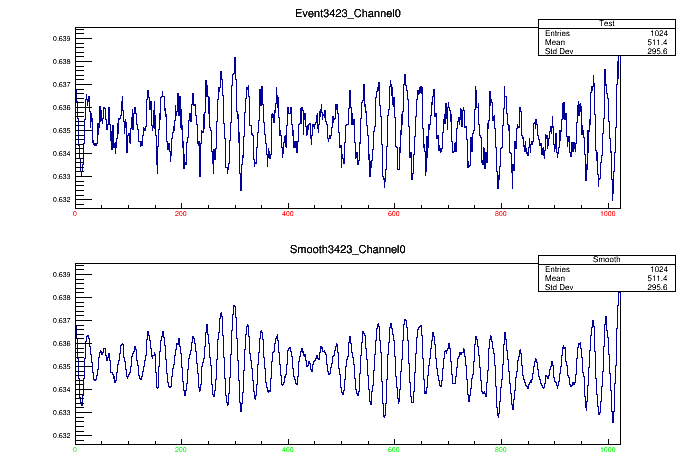 Event3423_Channel0
Test
Entries 1024
Mean 511.4
Std Dev 295.6
0.639
0.638
0.637
0.636
0.635
0.634
0.633
0.632
0 200 400 600 800 1000
Smooth3423_Channel0
Smooth
Entries 1024
Mean 511.4
Std Dev 295.6
0.639
0.638
0.637
0.636
0.635
0.634
0.633
0.632
0 200 400 600 800 1000